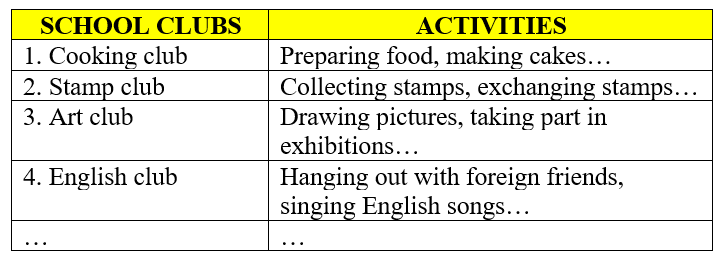 SCHOOL CLUBS ACTIVITIES
1. Cooking club Preparing food, making cakes…
2. Stamp club Collecting stamps, exchanging stamps…
3. Art club Drawing pictures, taking part in
exhibitions…
4. English club Hanging out with foreign friends,
singing English songs…
… …